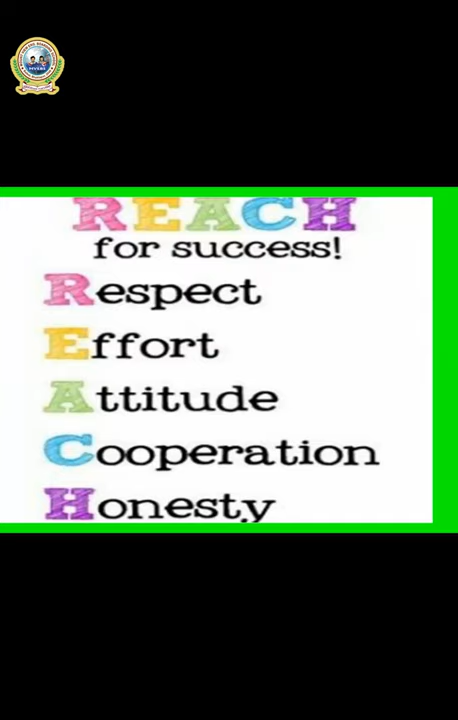 REACH
for success!
Respect
Effort
Attitude
Cooperation
Honesty